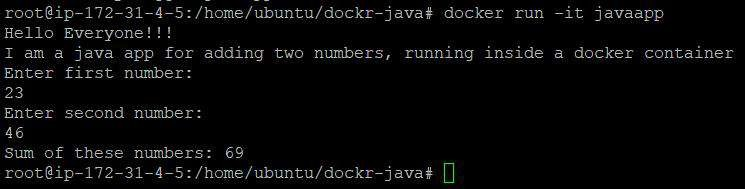 root@ip-172-31-4-5:/home/ubuntu/dockr-java# docker run -it javaapp
Hello Everyone!!!
I am a java app for adding two numbers, running inside a docker container
Enter first number:
23
Enter second number:
46
Sum of these numbers: 69
root@ip-172-31-4-5:/home/ubuntu/dockr-java#